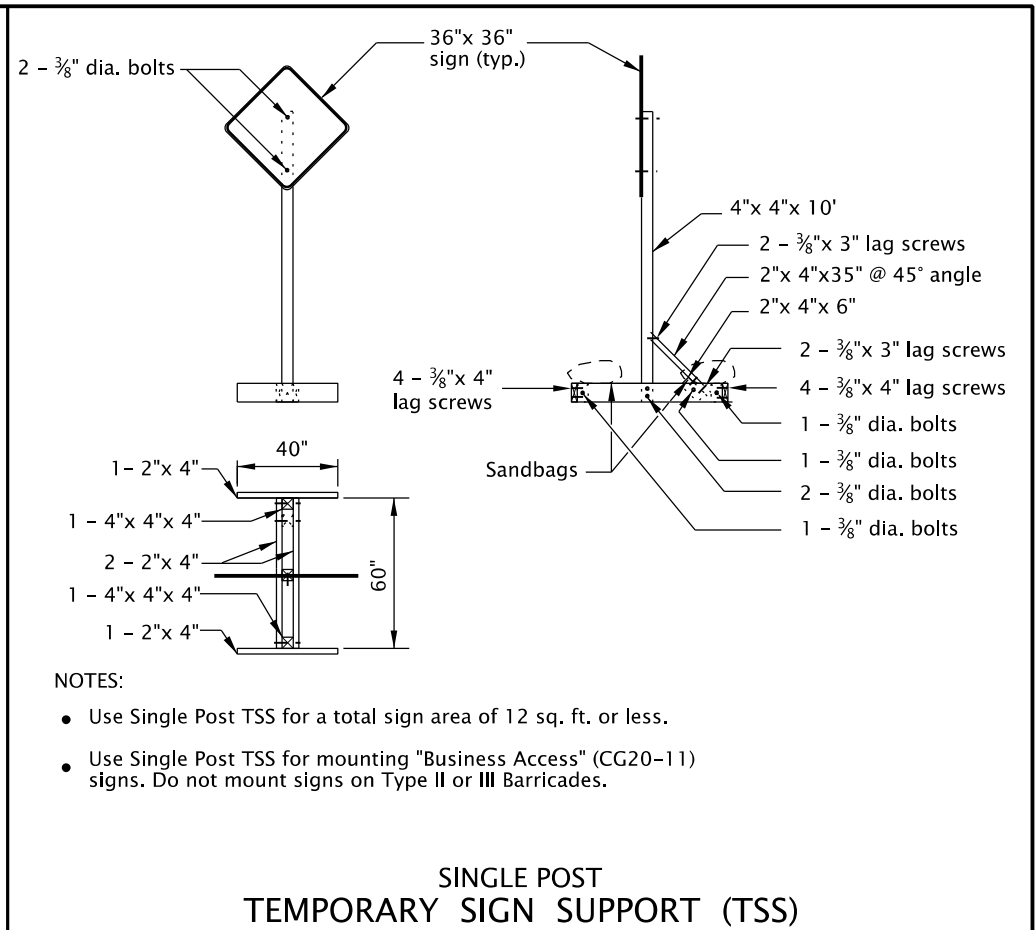 36"x 36"
sign (typ.)
2 – ⅜" dia. bolts
4"x 4"x 10'
2 – ⅜"x 3" lag screws
2"x 4"x35" @ 45° angle
2"x 4"x 6"
2 – ⅜"x 3" lag screws
4 – ⅜"x 4"
lag screws
4 – ⅜"x 4" lag screws
1 – ⅜" dia. bolts
1 – ⅜" dia. bolts
Sandbags
2 – ⅜" dia. bolts
1 – ⅜" dia. bolts
40"
1– 2"x 4"
1 – 4"x 4"x 4"
2 – 2"x 4"
60"
1 – 4"x 4"x 4"
1 – 2"x 4"
NOTES:
• Use Single Post TSS for a total sign area of 12 sq. ft. or less.
• Use Single Post TSS for mounting "Business Access" (CG20–11)
signs. Do not mount signs on Type II or III Barricades.
SINGLE POST
TEMPORARY SIGN SUPPORT (TSS)